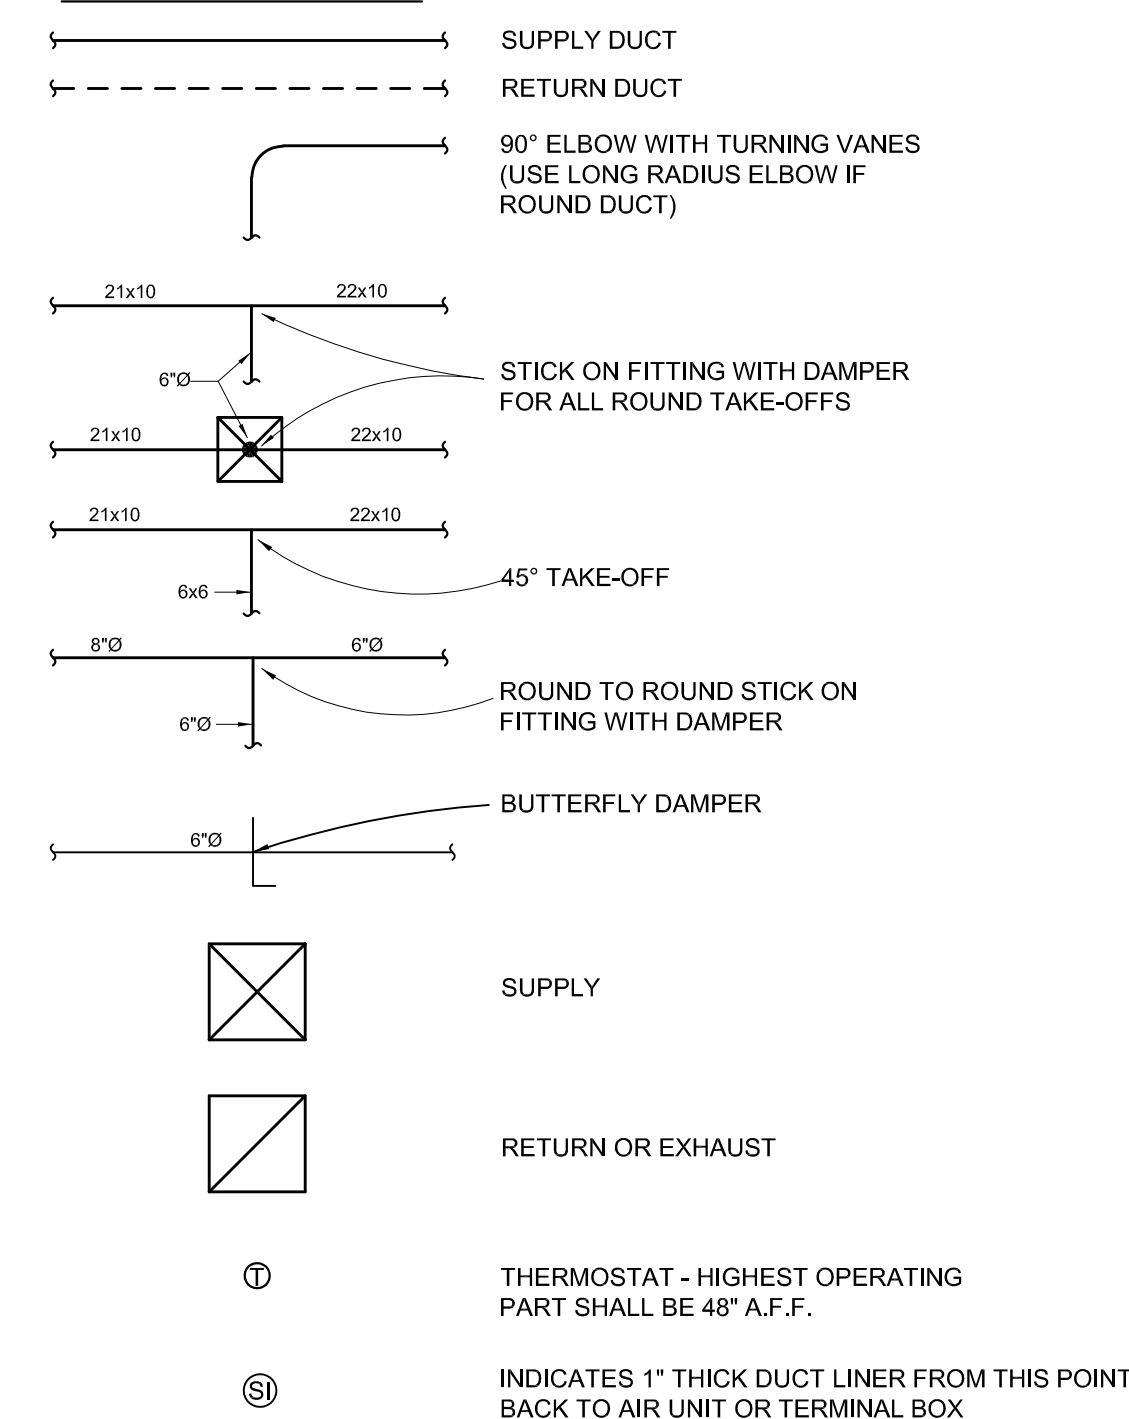 SUPPLY DUCT
RETURN DUCT
90° ELBOW WITH TURNING VANES
(USE LONG RADIUS ELBOW IF
ROUND DUCT)
21x10
22x10
6"Ø
STICK ON FITTING WITH DAMPER
FOR ALL ROUND TAKE-OFFS
21x10
22x10
21x10
22x10
6x6
45° TAKE-OFF
8"Ø
6"Ø
6"Ø
ROUND TO ROUND STICK ON
FITTING WITH DAMPER
BUTTERFLY DAMPER
6"Ø
SUPPLY
RETURN OR EXHAUST
T
THERMOSTAT - HIGHEST OPERATING
PART SHALL BE 48" A.F.F.
SI
INDICATES 1" THICK DUCT LINER FROM THIS POINT
BACK TO AIR UNIT OR TERMINAL BOX